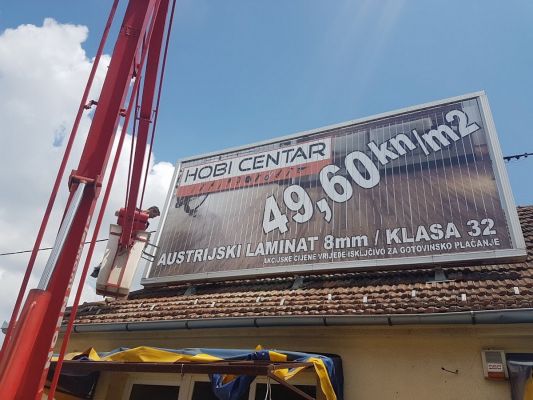 HOBI CENTAR
49,60kn/m2
AUSTRIJSKI LAMINAT 8mm / KLASA 32
AKCIJSKE CIJENE VRIJEDE ISKLJUČIVO ZA GOTOVINSKO PLAĆANJE